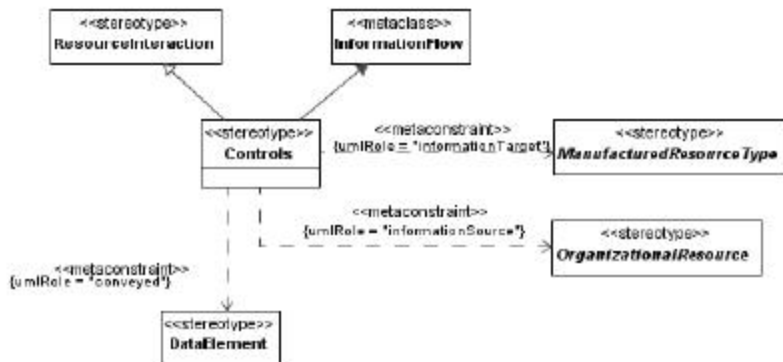 <<stereotype>>
ResourceInteraction
<<metaclass>>
InformationFlow
<<stereotype>>
Controls
<<metaconstraint>>
{umlRole = "informationTarget"}
<<stereotype>>
ManufacturedResourceType
<<metaconstraint>>
{umlRole = "informationSource"}
<<stereotype>>
OrganizationalResource
<<metaconstraint>>
{umlRole = "conveyed"}
<<stereotype>>
DataElement